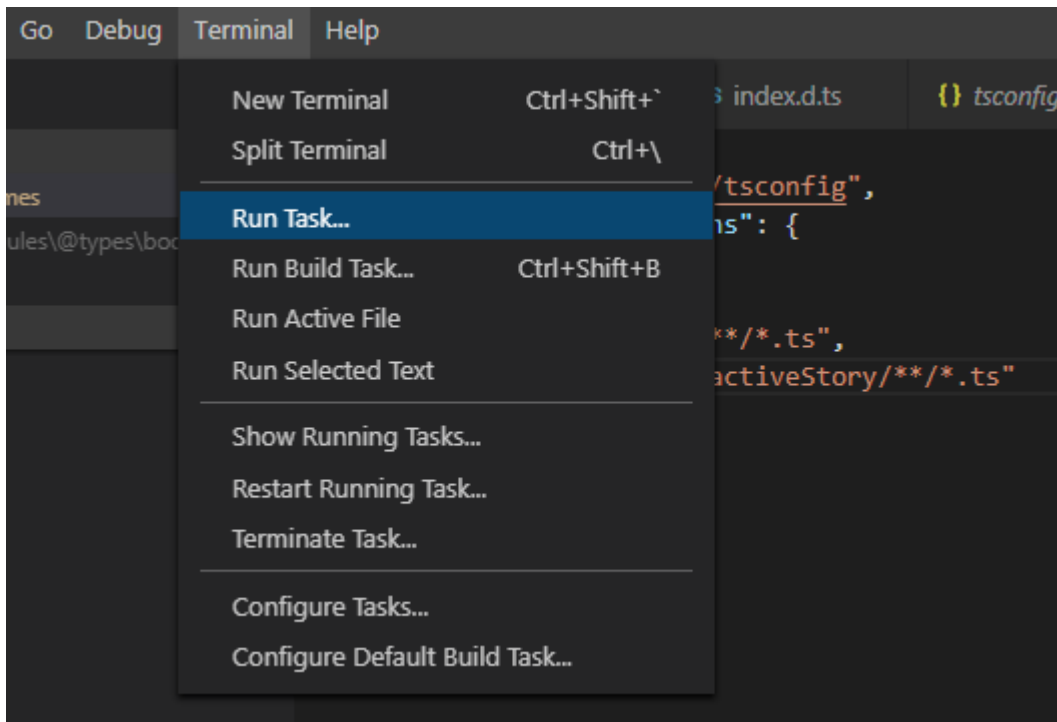 Go Debug Terminal Help
New Terminal Ctrl+Shift+`
Split Terminal Ctrl+\
Run Task...
Run Build Task... Ctrl+Shift+B
Run Active File
Run Selected Text
Show Running Tasks...
Restart Running Task...
Terminate Task...
Configure Tasks...
Configure Default Build Task...
mes
ules\@types\boo
index.d.ts {} tsconfig
/tsconfig",
ns": {
**/*.ts",
activeStory/**/*.ts"